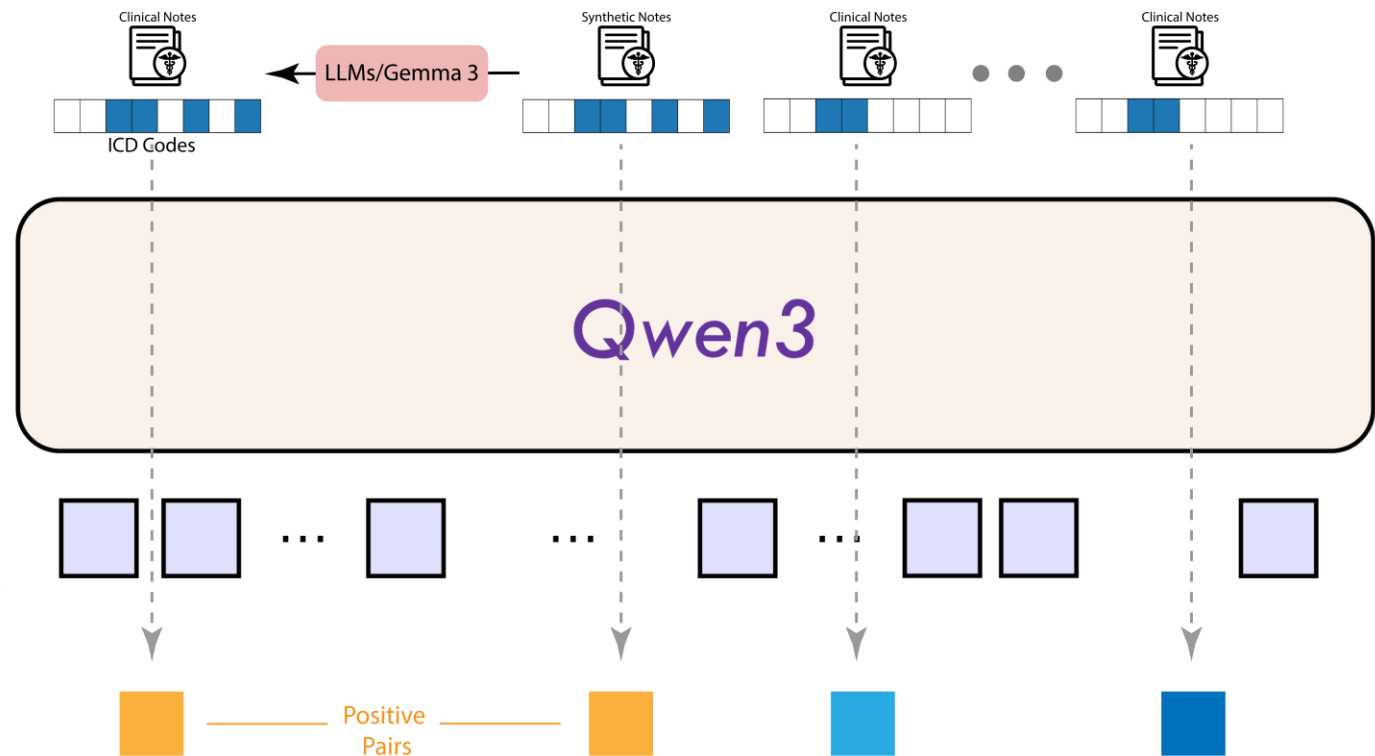 Clinical Notes
Synthetic Notes
Clinical Notes
Clinical Notes
LLMs/Gemma 3
ICD Codes
Qwen3
Positive
Pairs